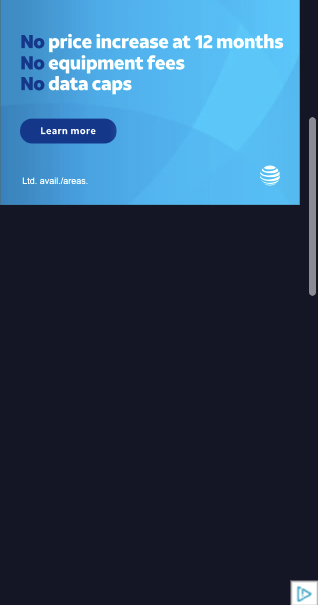 No price increase at 12 months
No equipment fees
No data caps
Learn more
Ltd. avail./areas.